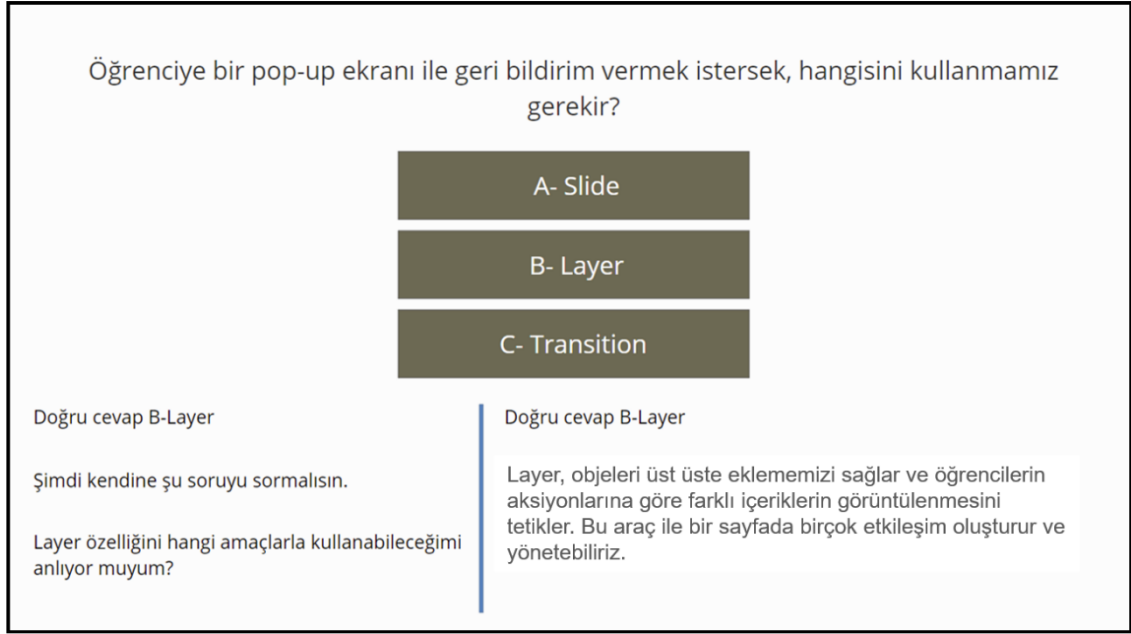 Öğrenciye bir pop-up ekranı ile geri bildirim vermek istersek, hangisini kullanmamız
gerekir?
A- Slide
B- Layer
C- Transition
Doğru cevap B-Layer
Şimdi kendine şu soruyu sormalısın.
Layer özelliğini hangi amaçlarla kullanabileceğimi
anlıyor muyum?
Doğru cevap B-Layer
Layer, objeleri üst üste eklememizi sağlar ve öğrencilerin
aksiyonlarına göre farklı içeriklerin görüntülenmesini
tetikler. Bu araç ile bir sayfada birçok etkileşim oluşturur ve
yönetebiliriz.